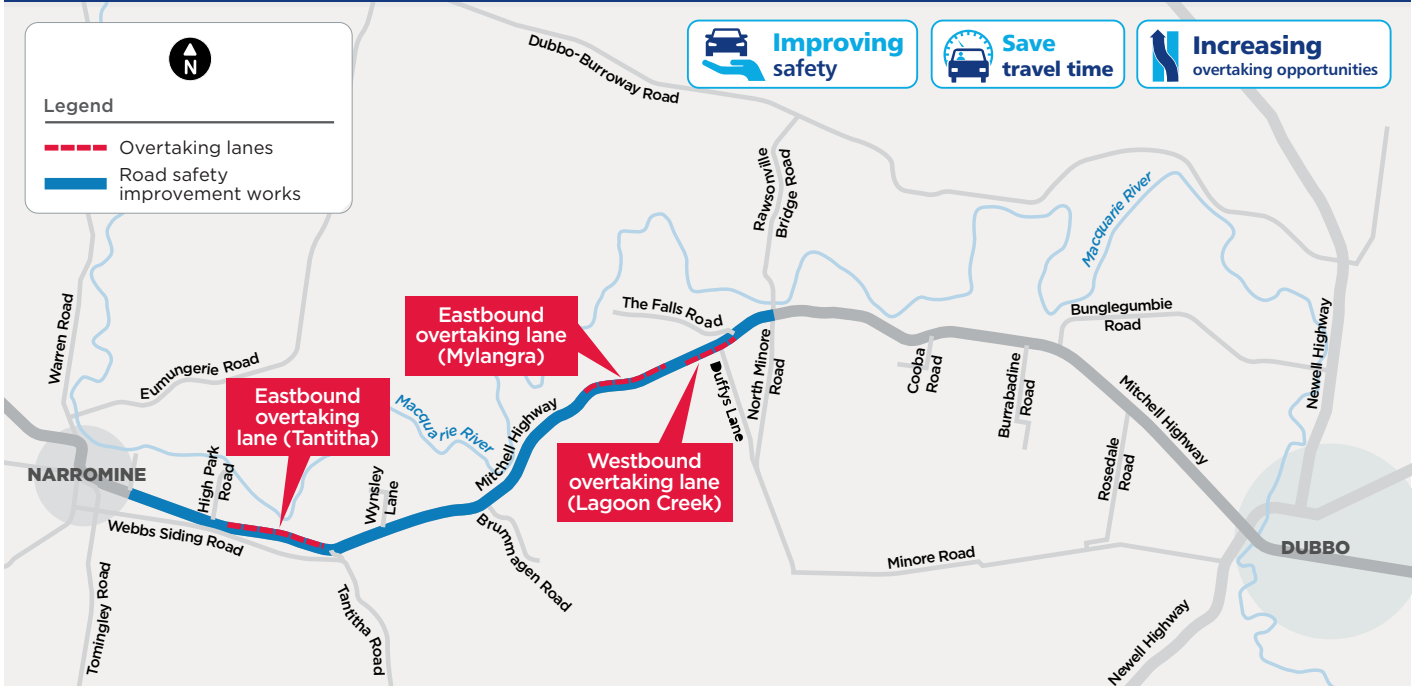 N
Legend
Overtaking lanes
Road safety
improvement works
Improving
safety
Save
travel time
Increasing
overtaking opportunities
Dubbo-Burroway Road
Rawsonville
Bridge Road
Macquarie River
Warren Road
Eumungerie Road
The Falls Road
Bunglegumbie
Road
Newell Highway
Eastbound
overtaking lane
(Mylangra)
Eastbound
overtaking
lane (Tantitha)
Westbound
overtaking lane
(Lagoon Creek)
Macquarie River
Mitchell Highway
Duffys Lane
North Minore
Road
Cooba
Road
Burrabadine
Road
Mitchell Highway
Rosedale
Road
NARROMINE
High Park
Road
Wynsley
Lane
Webbs Siding Road
Brummagen Road
Minore Road
DUBBO
Tomingley Road
Tantitha Road
Newell Highway